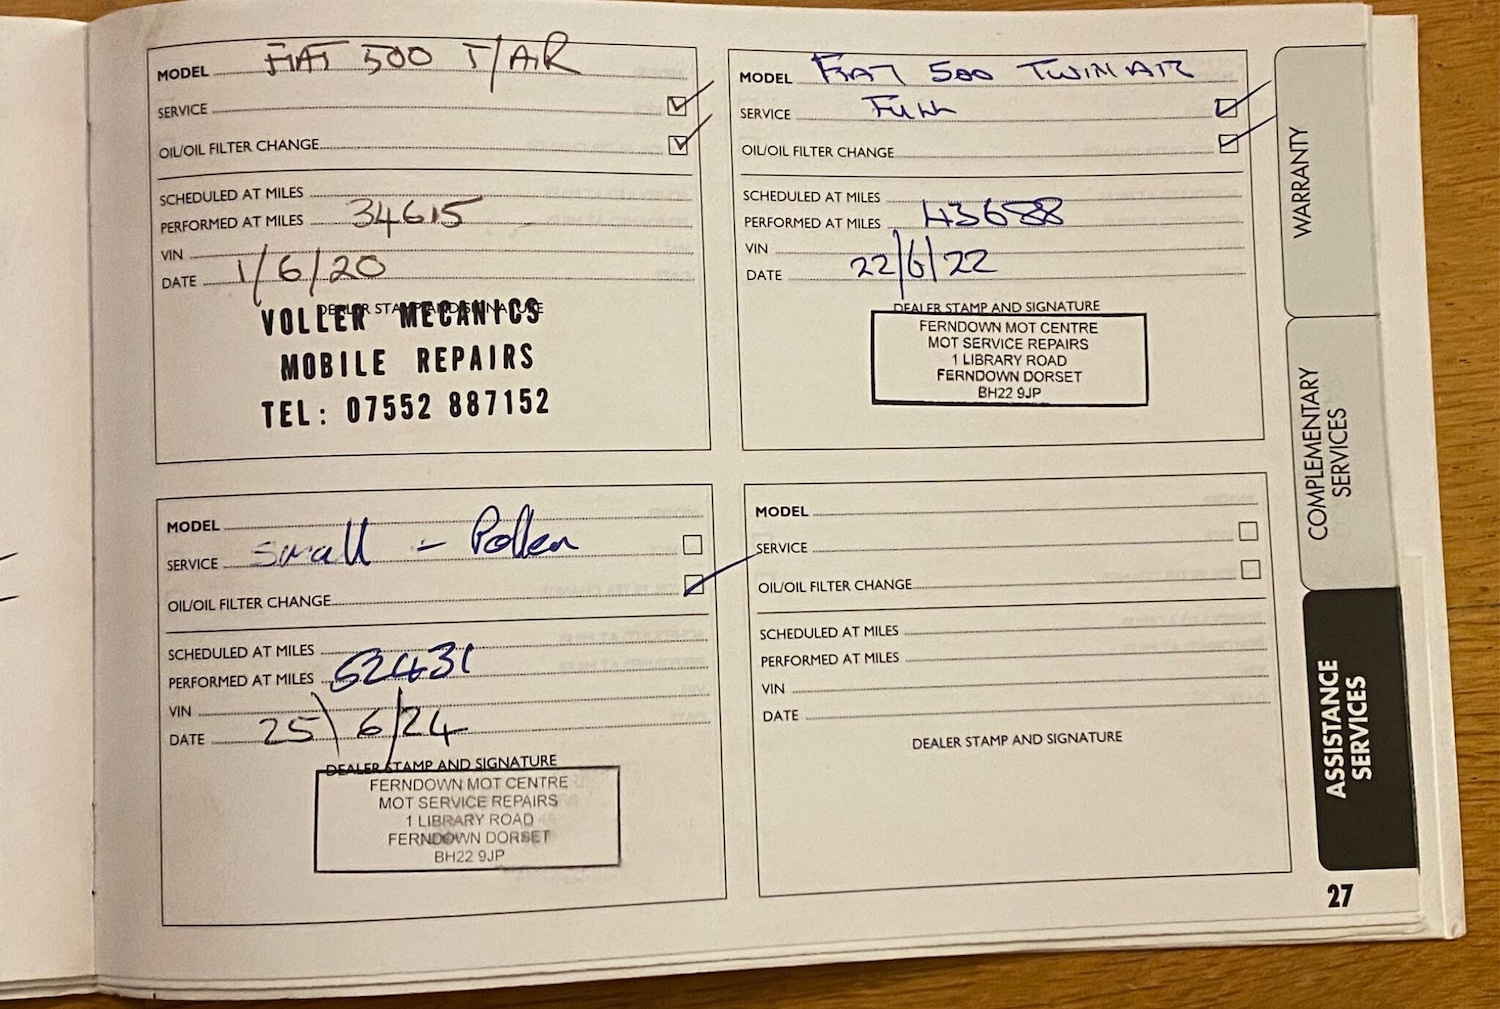 MODEL FIAT 500 T/AIR
SERVICE
OIL/OIL FILTER CHANGE
SCHEDULED AT MILES
PERFORMED AT MILES 34615
VIN
DATE 1/6/20
DEALER STAMP AND SIGNATURE
VOLLER MECANICS
MOBILE REPAIRS
TEL: 07552 887152
MODEL FIAT 500 TWIN AIR
SERVICE FULL
OIL/OIL FILTER CHANGE
SCHEDULED AT MILES
PERFORMED AT MILES 43688
VIN
DATE 22/6/22
DEALER STAMP AND SIGNATURE
FERNDOWN MOT CENTRE
MOT SERVICE REPAIRS
1 LIBRARY ROAD
FERNDOWN DORSET
BH22 9JP
MODEL
SERVICE Small - Pollen
OIL/OIL FILTER CHANGE
SCHEDULED AT MILES
PERFORMED AT MILES 52431
VIN
DATE 25\6/24
DEALER STAMP AND SIGNATURE
FERNDOWN MOT CENTRE
MOT SERVICE REPAIRS
1 LIBRARY ROAD
FERNDOWN DORSET
BH22 9JP
MODEL
SERVICE
OIL/OIL FILTER CHANGE
SCHEDULED AT MILES
PERFORMED AT MILES
VIN
DATE
DEALER STAMP AND SIGNATURE
WARRANTY
COMPLEMENTARY
SERVICES
ASSISTANCE
SERVICES
27